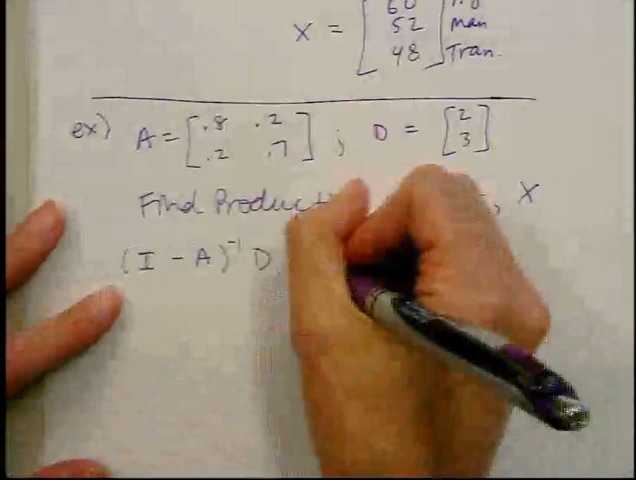 60
X = [ 52 ] Man
48 Tran.
ex) A = [ .8 .2 ; D = [ 2
.2 .7 ] 3 ]
Find Product , X
(I - A)⁻¹ D